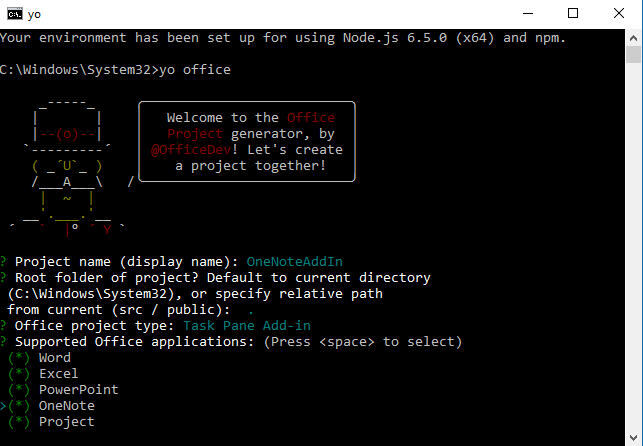 yo
Your environment has been set up for using Node.js 6.5.0 (x64) and npm.
C:\Windows\System32>yo office
Welcome to the Office
Project generator, by
@OfficeDev! Let's create
a project together!
? Project name (display name): OneNoteAddIn
? Root folder of project? Default to current directory
(C:\Windows\System32), or specify relative path
from current (src / public): .
? Office project type: Task Pane Add-in
? Supported Office applications: (Press <space> to select)
(*) Word
(*) Excel
(*) PowerPoint
>(*) OneNote
(*) Project